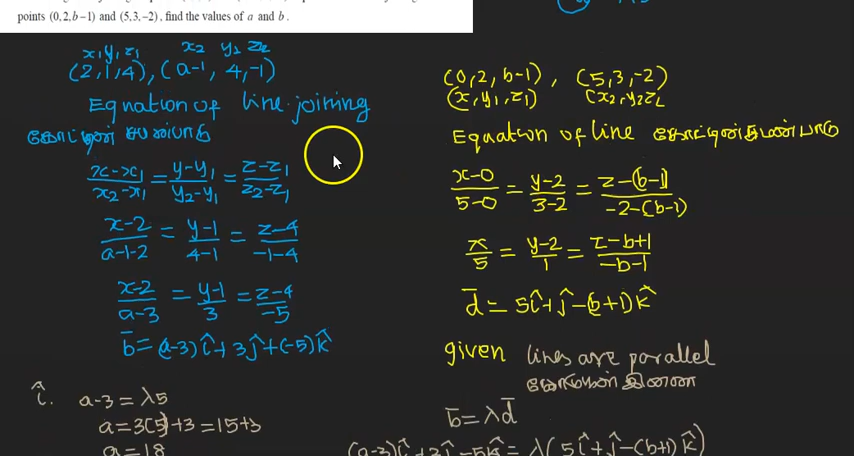 points (0,2,b−1) and (5,3,−2), find the values of a and b.
x₁ y₁ z₁ x₂ y₂ z₂
(2,1,4), (a-1, 4,-1)
Equation of line joining
கோட்டின் சமன்பாடு
x-x₁/x₂-x₁ = y-y₁/y₂-y₁ = z-z₁/z₂-z₁
x-2/a-1-2 = y-1/4-1 = z-4/-1-4
x-2/a-3 = y-1/3 = z-4/-5
b̄ = (a-3)î + 3ĵ + (-5)k̂
î. a-3 = λ5
a = 3(5)+3 = 15+3
a = 18
(0,2, b-1), (5,3,-2)
(x₁,y₁,z₁) (x₂,y₂,z₂
Equation of line கோட்டின் சமன்பாடு
x-0/5-0 = y-2/3-2 = z-(b-1)/-2-(b-1)
x/5 = y-2/1 = z-b+1/-b-1
d̄ = 5î+ĵ-(b+1)k̂
given lines are parallel
b̄ = λd̄
(a-3)î+3ĵ-5k̂ = λ(5î+ĵ-(b+1)k̂)